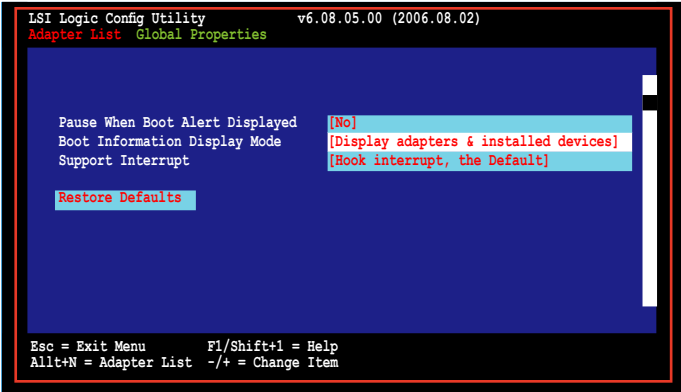 LSI Logic Config Utility v6.08.05.00 (2006.08.02)
Adapter List Global Properties
Pause When Boot Alert Displayed [No]
Boot Information Display Mode [Display adapters & installed devices]
Support Interrupt [Hook interrupt, the Default]
Restore Defaults
Esc = Exit Menu F1/Shift+1 = Help
Allt+N = Adapter List -/+ = Change Item